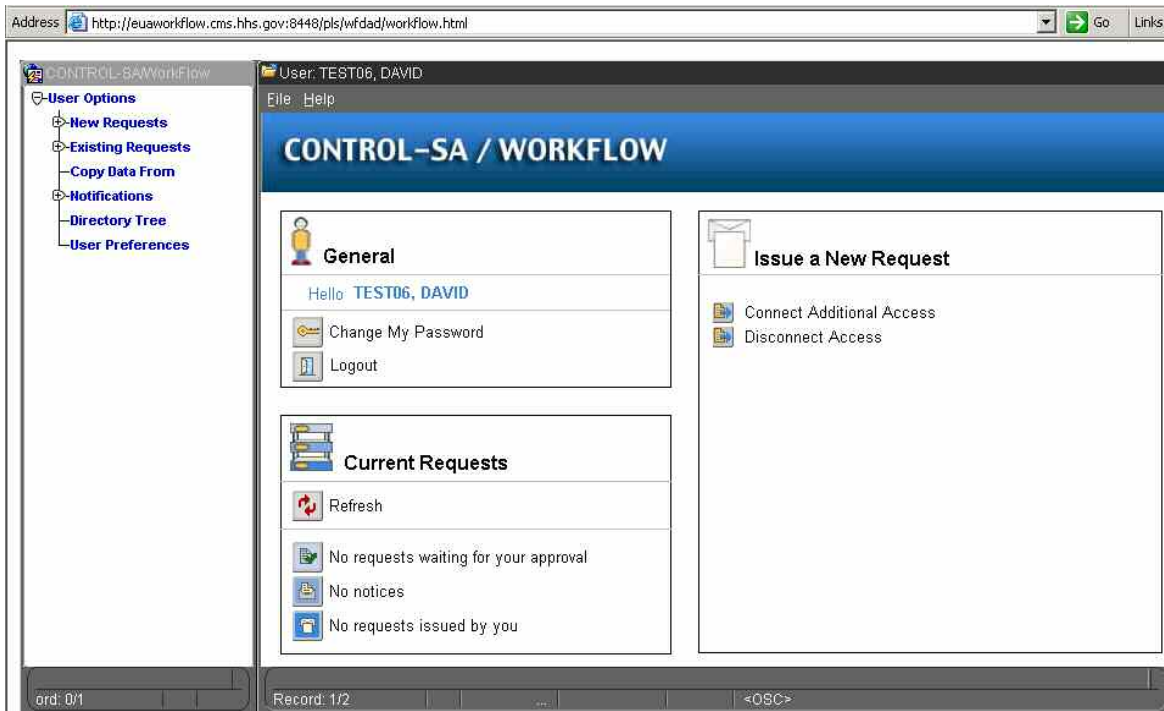 Address http://euaworkflow.cms.hhs.gov:8448/pls/wfdad/workflow.html Go Links
CONTROL-SA/WorkFlow
User Options
New Requests
Existing Requests
Copy Data From
Notifications
Directory Tree
User Preferences
ord: 0/1
User: TEST06, DAVID
File Help
CONTROL-SA / WORKFLOW
General
Hello TEST06, DAVID
Change My Password
Logout
Current Requests
Refresh
No requests waiting for your approval
No notices
No requests issued by you
Issue a New Request
Connect Additional Access
Disconnect Access
Record: 1/2 ... <OSC>